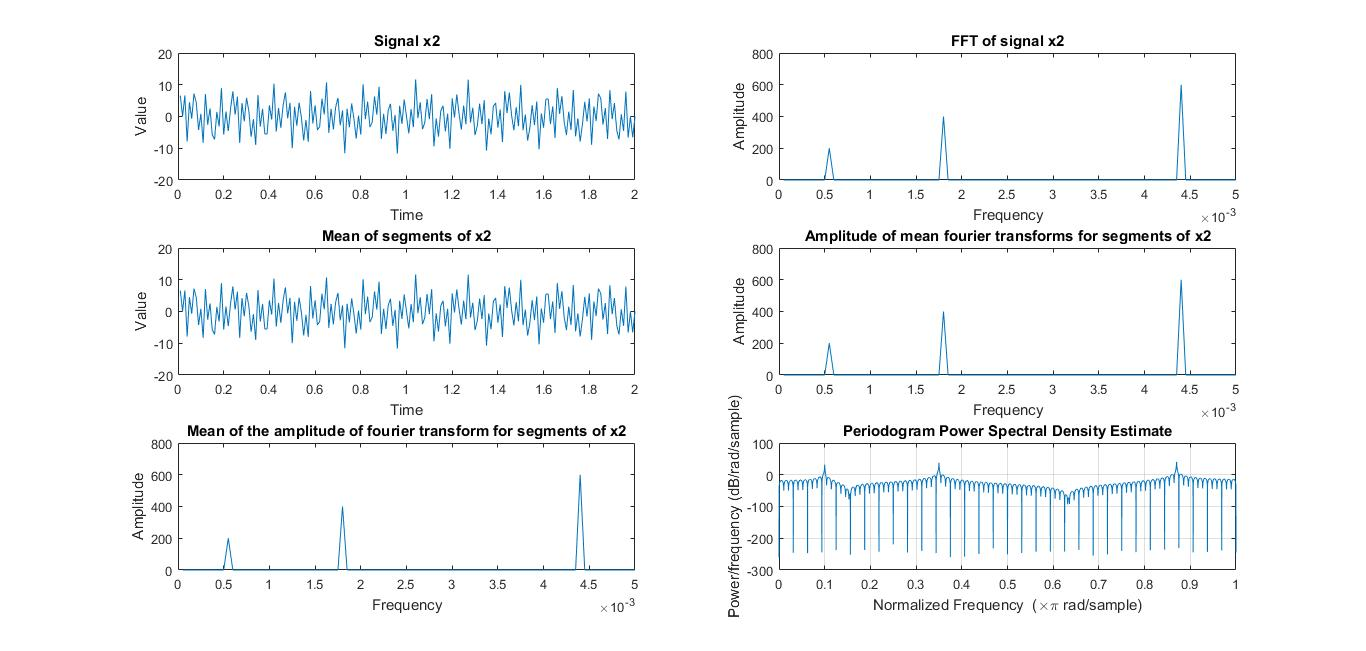 Signal x2
20
10
0
-10
-20
Value
0 0.2 0.4 0.6 0.8 1 1.2 1.4 1.6 1.8 2
Time
FFT of signal x2
800
600
400
200
0
Amplitude
0 0.5 1 1.5 2 2.5 3 3.5 4 4.5 5
Frequency
×10-3
Mean of segments of x2
20
10
0
-10
-20
Value
0 0.2 0.4 0.6 0.8 1 1.2 1.4 1.6 1.8 2
Time
Amplitude of mean fourier transforms for segments of x2
800
600
400
200
0
Amplitude
0 0.5 1 1.5 2 2.5 3 3.5 4 4.5 5
Frequency
×10-3
Mean of the amplitude of fourier transform for segments of x2
800
600
400
200
0
Amplitude
0 0.5 1 1.5 2 2.5 3 3.5 4 4.5 5
Frequency
×10-3
Periodogram Power Spectral Density Estimate
100
0
-100
-200
-300
Power/frequency (dB/rad/sample)
0 0.1 0.2 0.3 0.4 0.5 0.6 0.7 0.8 0.9 1
Normalized Frequency (×π rad/sample)